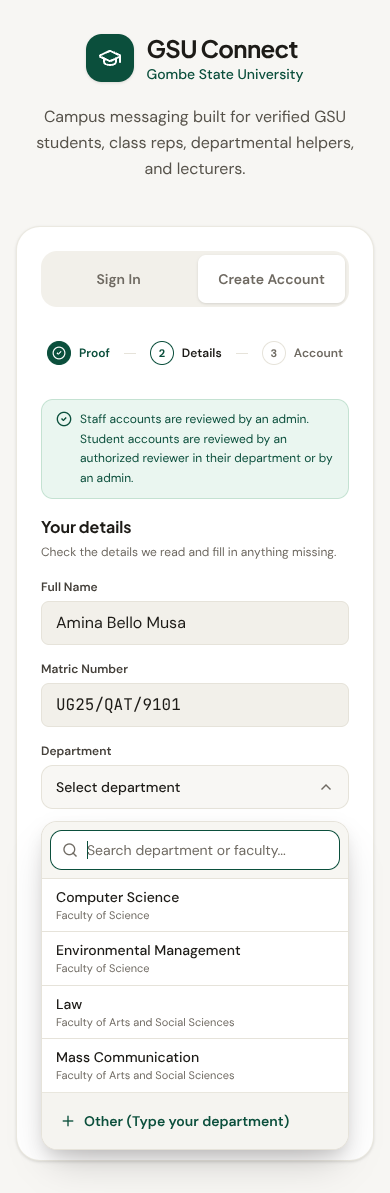 GSU Connect
Gombe State University
Campus messaging built for verified GSU
students, class reps, departmental helpers,
and lecturers.
Sign In
Create Account
Proof
2 Details
3 Account
Staff accounts are reviewed by an admin.
Student accounts are reviewed by an
authorized reviewer in their department or by
an admin.
Your details
Check the details we read and fill in anything missing.
Full Name
Amina Bello Musa
Matric Number
UG25/QAT/9101
Department
Select department
Search department or faculty...
Computer Science
Faculty of Science
Environmental Management
Faculty of Science
Law
Faculty of Arts and Social Sciences
Mass Communication
Faculty of Arts and Social Sciences
+ Other (Type your department)